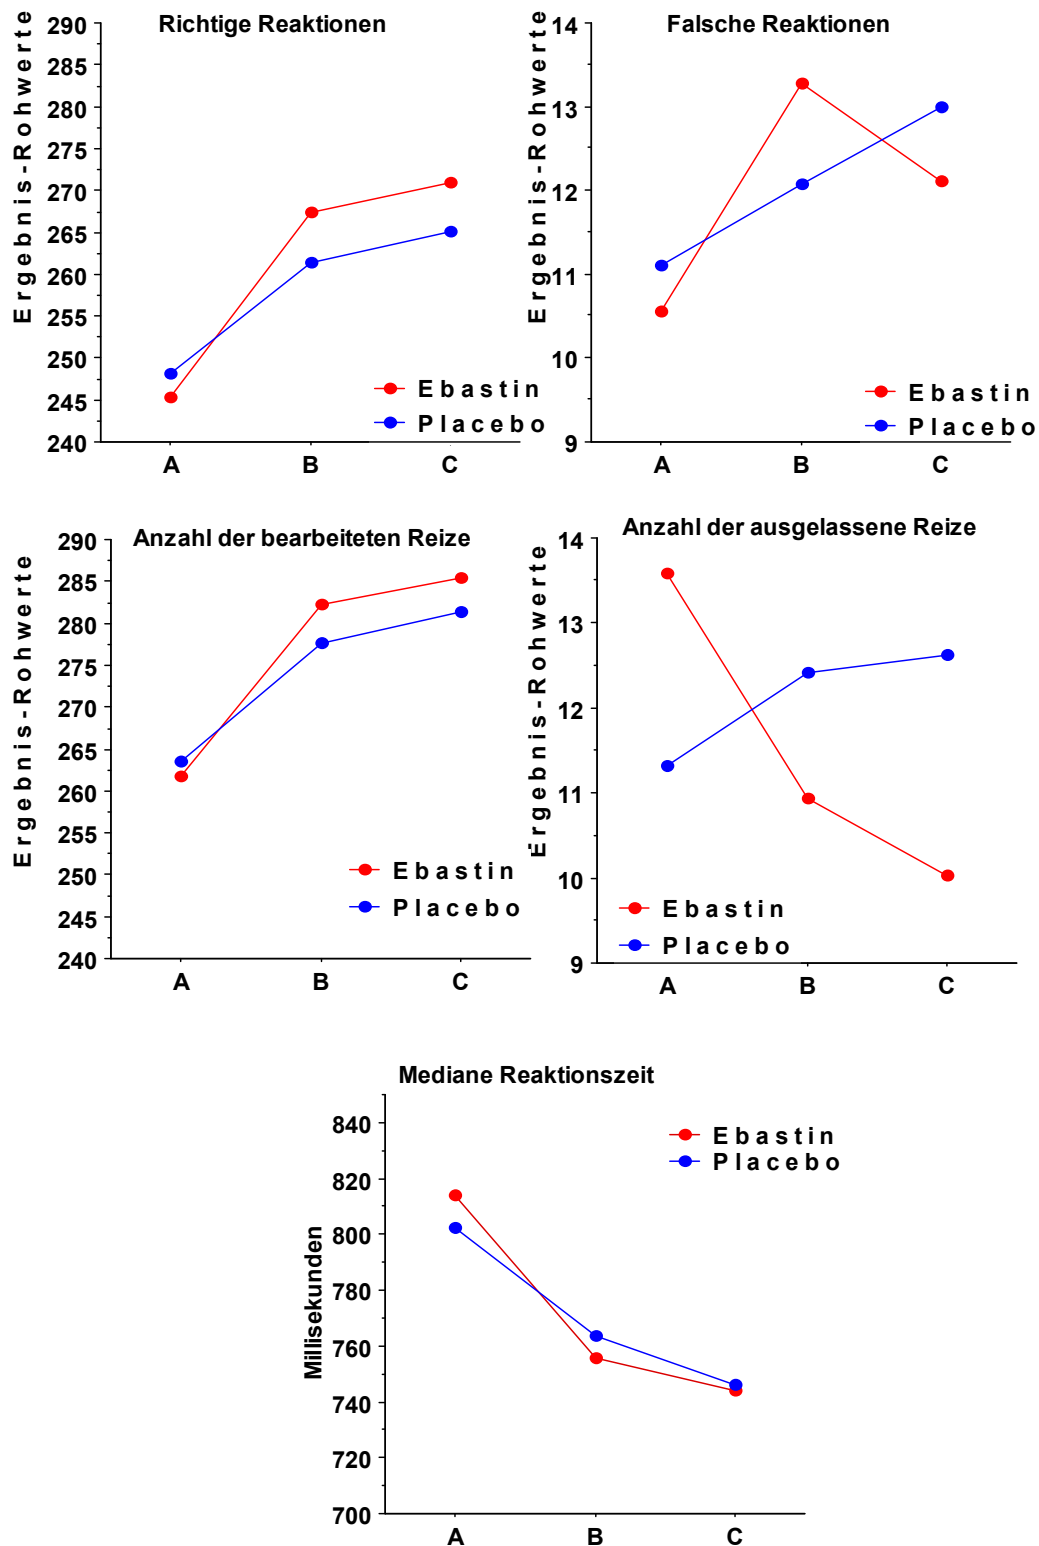 Richtige Reaktionen
Ergebnis-Rohwerte
290
285
280
275
270
265
260
255
250
245
240
A B C
Ebastin
Placebo
Falsche Reaktionen
Ergebnis-Rohwerte
14
13
12
11
10
9
A B C
Ebastin
Placebo
Anzahl der bearbeiteten Reize
Ergebnis-Rohwerte
290
285
280
275
270
265
260
255
250
245
240
A B C
Ebastin
Placebo
Anzahl der ausgelassene Reize
Ergebnis-Rohwerte
14
13
12
11
10
9
A B C
Ebastin
Placebo
Mediane Reaktionszeit
Millisekunden
840
820
800
780
760
740
720
700
A B C
Ebastin
Placebo